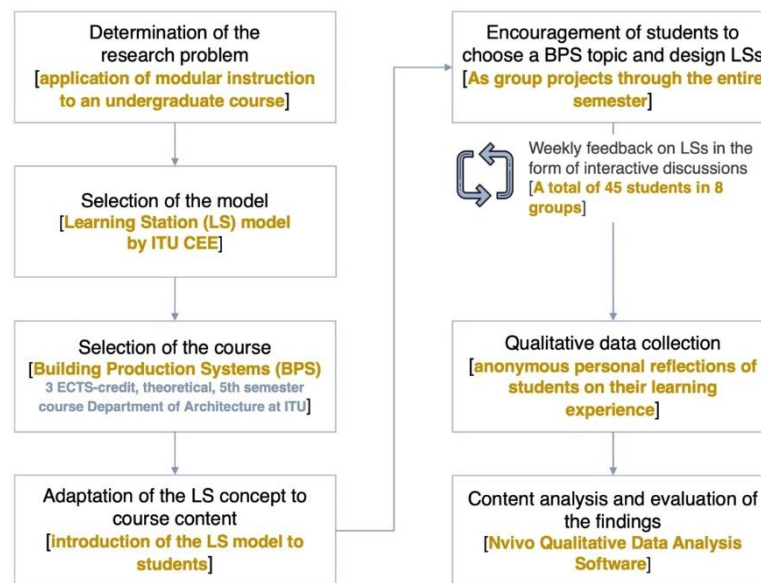 Determination of the
research problem
[application of modular instruction
to an undergraduate course]
Selection of the model
[Learning Station (LS) model
by ITU CEE]
Selection of the course
[Building Production Systems (BPS)
3 ECTS-credit, theoretical, 5th semester
course Department of Architecture at ITU]
Adaptation of the LS concept to
course content
[introduction of the LS model to
students]
Encouragement of students to
choose a BPS topic and design LSs
[As group projects through the entire
semester]
Weekly feedback on LSs in the
form of interactive discussions
[A total of 45 students in 8
groups]
Qualitative data collection
[anonymous personal reflections of
students on their learning
experience]
Content analysis and evaluation of
the findings
[Nvivo Qualitative Data Analysis
Software]